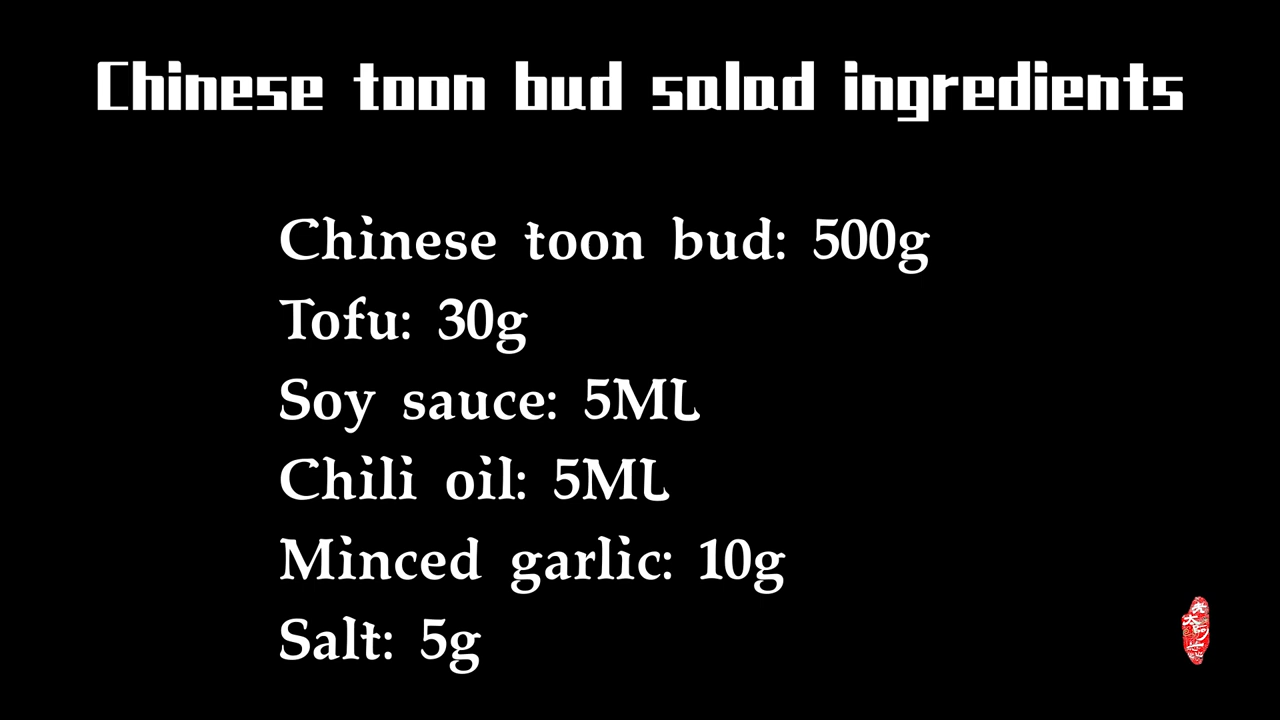 Chinese toon bud salad ingredients
Chinese toon bud: 500g
Tofu: 30g
Soy sauce: 5ML
Chili oil: 5ML
Minced garlic: 10g
Salt: 5g